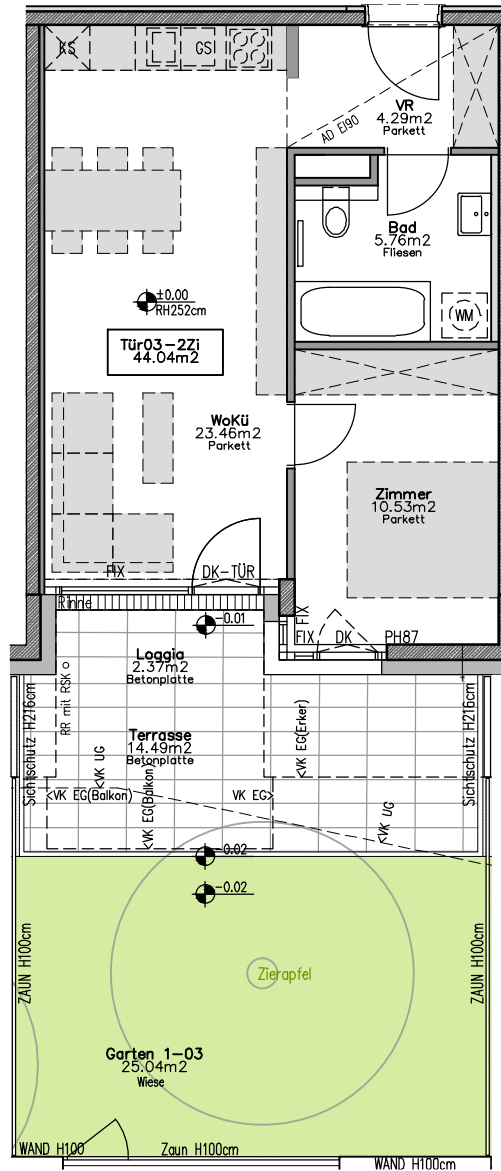 KS
GS
VR
4.29m2
Parkett
AD EI90
Bad
5.76m2
Fliesen
±0.00
RH252cm
WM
Tür03-2Zi
44.04m2
WoKü
23.46m2
Parkett
Zimmer
10.53m2
Parkett
FIX
DK-TÜR
Rinne
-0.01
FIX
FIX
DK
PH87
Loggia
2.37m2
Betonplatte
RR mit RSK
Sichtschutz H216cm
Sichtschutz H216cm
Terrasse
14.49m2
Betonplatte
<VK EG(Erker)
<VK UG
<VK EG(Balkon)
<VK EG(Balkon)
VK EG>
<VK UG
-0.02
-0.02
ZAUN H100cm
ZAUN H100cm
Zierapfel
Garten 1-03
25.04m2
Wiese
WAND H100
Zaun H100cm
WAND H100cm